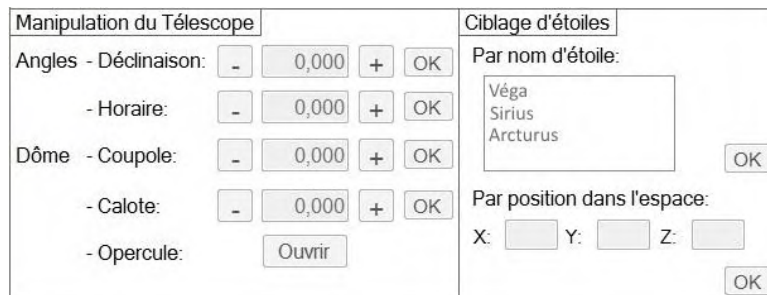 Manipulation du Télescope
Angles - Déclinaison: - 0,000 + OK
- Horaire: - 0,000 + OK
Dôme - Coupole: - 0,000 + OK
- Calote: - 0,000 + OK
- Opercule: Ouvrir
Ciblage d'étoiles
Par nom d'étoile:
Véga
Sirius
Arcturus
OK
Par position dans l'espace:
X: Y: Z:
OK